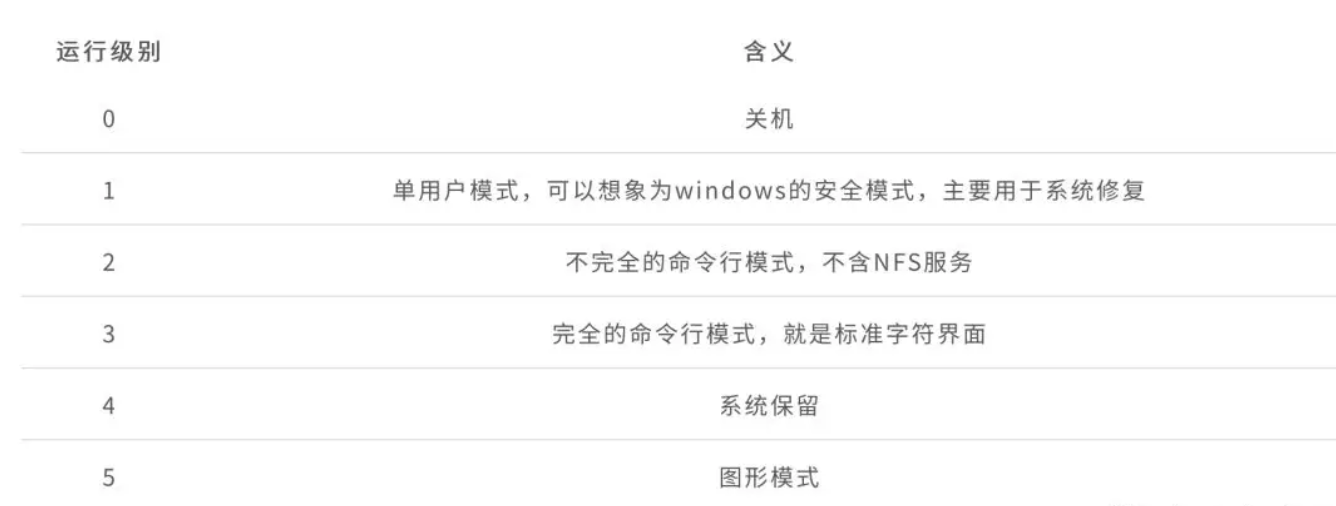 运行级别 含义
0 关机
1 单用户模式，可以想象为windows的安全模式，主要用于系统修复
2 不完全的命令行模式，不含NFS服务
3 完全的命令行模式，就是标准字符界面
4 系统保留
5 图形模式